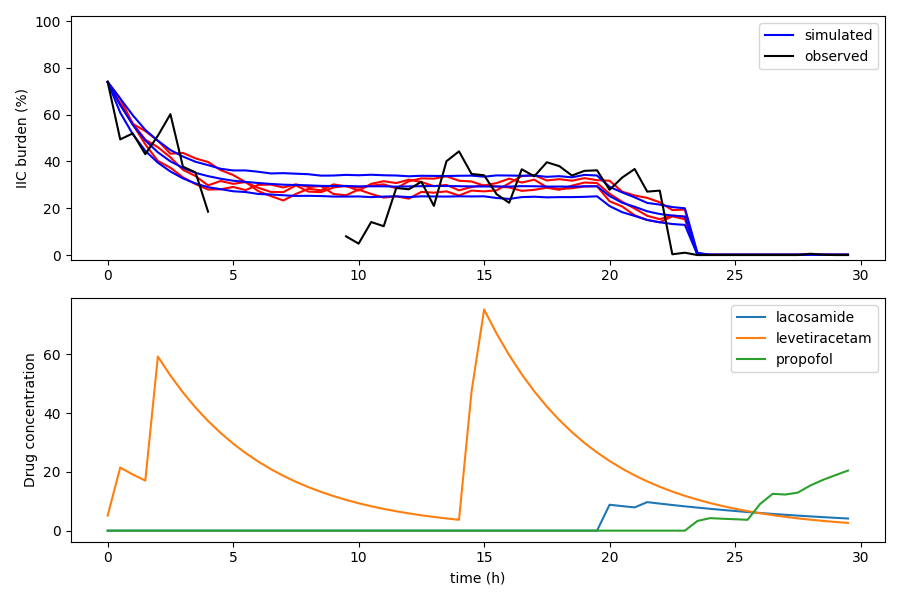 100
80
60
40
20
0
IIC burden (%)
simulated
observed
0 5 10 15 20 25 30
60
40
20
0
Drug concentration
lacosamide
levetiracetam
propofol
0 5 10 15 20 25 30
time (h)